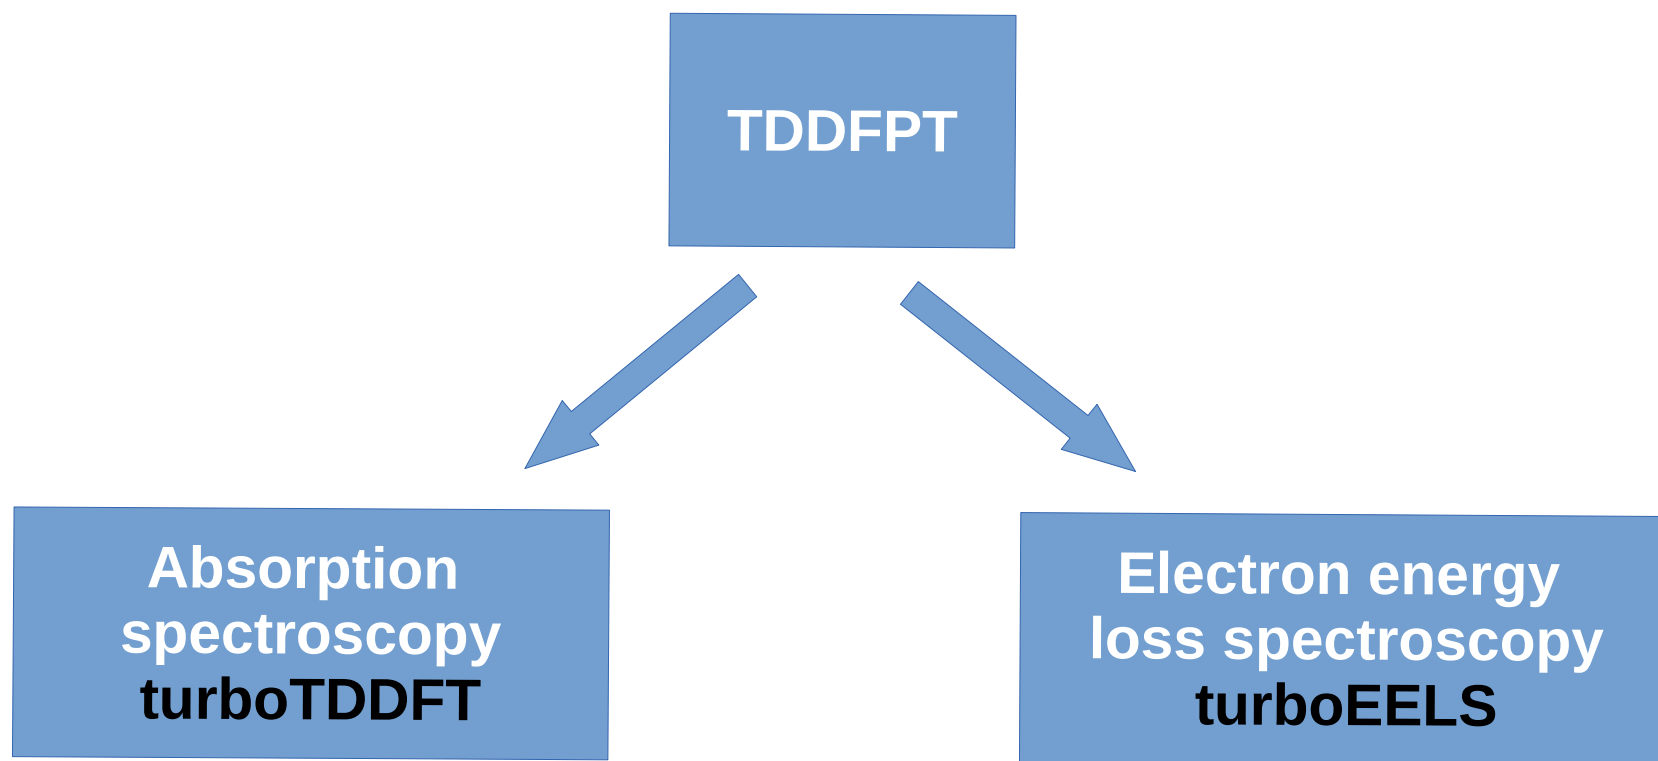 TDDFPT
Absorption
spectroscopy
turboTDDFT
Electron energy
loss spectroscopy
turboEELS